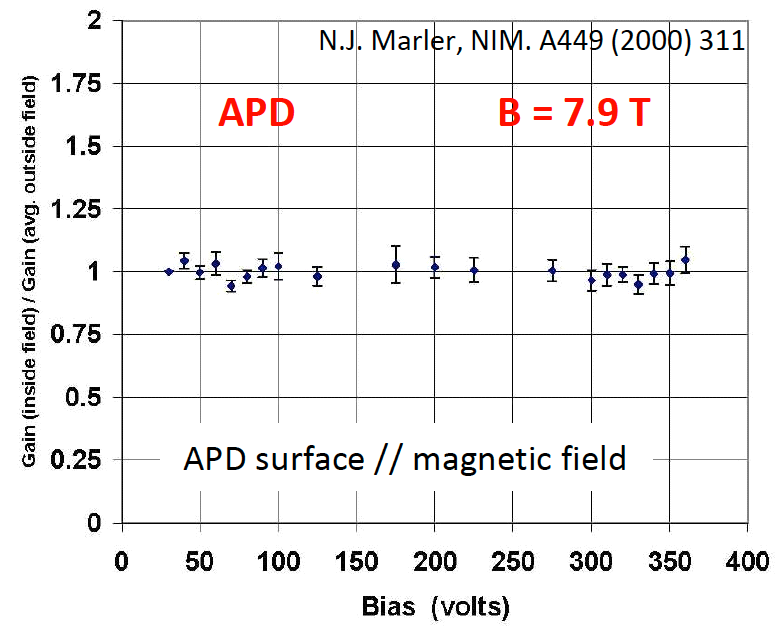 N.J. Marler, NIM. A449 (2000) 311
APD
B = 7.9 T
Gain (inside field) / Gain (avg. outside field)
2
1.75
1.5
1.25
1
0.75
0.5
0.25
0
APD surface // magnetic field
0 50 100 150 200 250 300 350 400
Bias (volts)